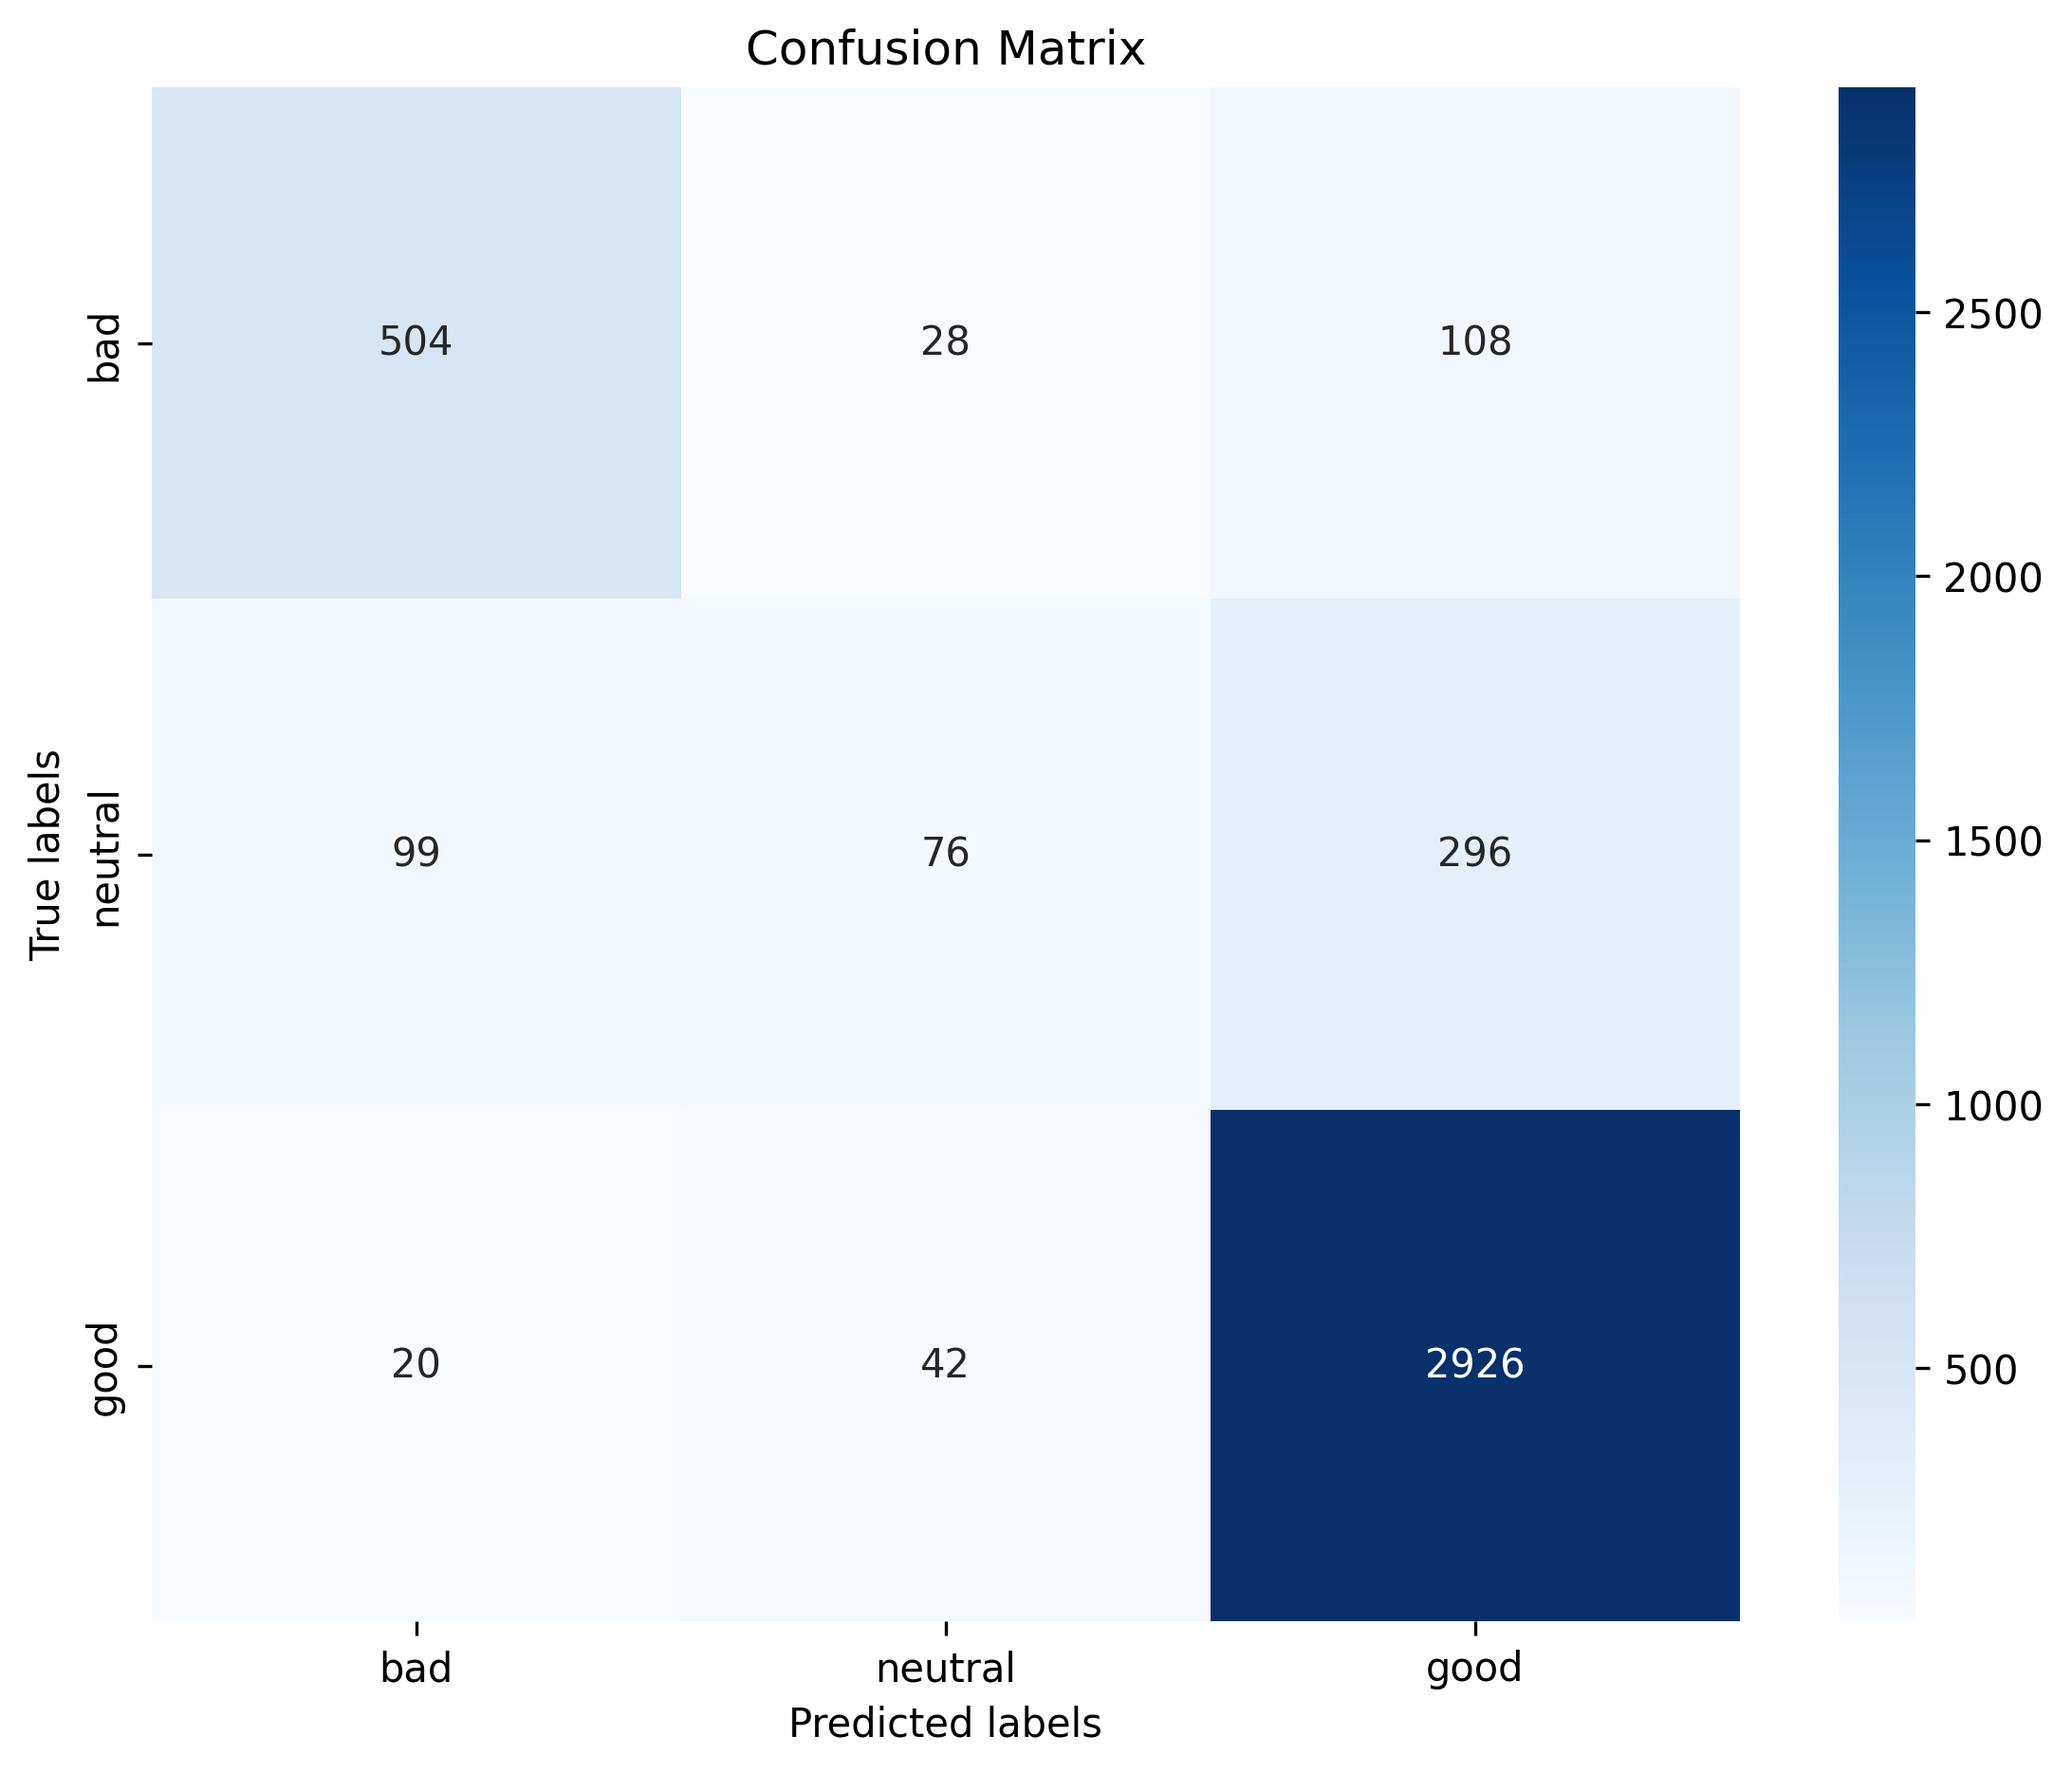 Confusion Matrix
True labels
bad
504 28 108
neutral
99 76 296
good
20 42 2926
bad neutral good
Predicted labels
2500
2000
1500
1000
500